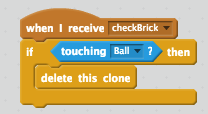 when I receive checkBrick
if touching Ball ? then
delete this clone